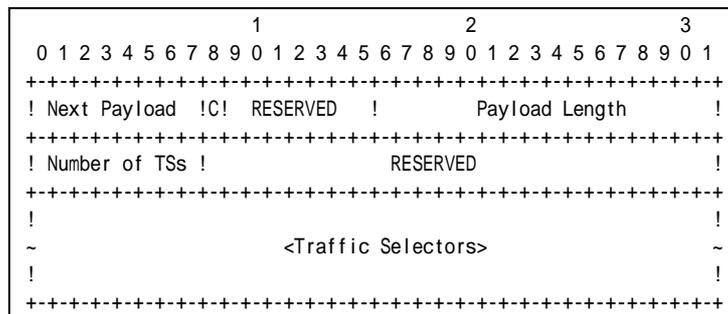 1                   2                   3
 0 1 2 3 4 5 6 7 8 9 0 1 2 3 4 5 6 7 8 9 0 1 2 3 4 5 6 7 8 9 0 1
+-+-+-+-+-+-+-+-+-+-+-+-+-+-+-+-+-+-+-+-+-+-+-+-+-+-+-+-+-+-+-+-+
! Next Payload  !C!  RESERVED   !         Payload Length        !
+-+-+-+-+-+-+-+-+-+-+-+-+-+-+-+-+-+-+-+-+-+-+-+-+-+-+-+-+-+-+-+-+
! Number of TSs !                 RESERVED                      !
+-+-+-+-+-+-+-+-+-+-+-+-+-+-+-+-+-+-+-+-+-+-+-+-+-+-+-+-+-+-+-+-+
!                                                               !
~                       <Traffic Selectors>                     ~
!                                                               !
+-+-+-+-+-+-+-+-+-+-+-+-+-+-+-+-+-+-+-+-+-+-+-+-+-+-+-+-+-+-+-+-+